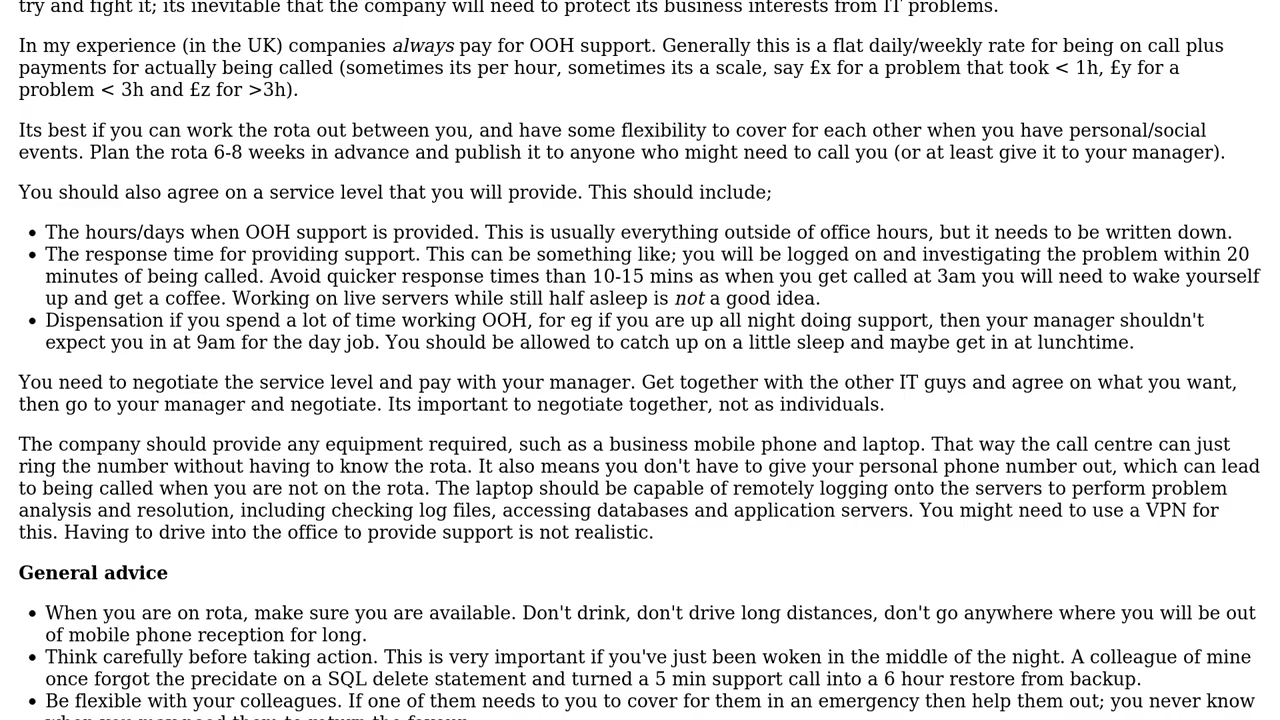 try and fight it; its inevitable that the company will need to protect its business interests from IT problems.
In my experience (in the UK) companies always pay for OOH support. Generally this is a flat daily/weekly rate for being on call plus
payments for actually being called (sometimes its per hour, sometimes its a scale, say £x for a problem that took < 1h, £y for a
problem < 3h and £z for >3h).
Its best if you can work the rota out between you, and have some flexibility to cover for each other when you have personal/social
events. Plan the rota 6-8 weeks in advance and publish it to anyone who might need to call you (or at least give it to your manager).
You should also agree on a service level that you will provide. This should include;
• The hours/days when OOH support is provided. This is usually everything outside of office hours, but it needs to be written down.
• The response time for providing support. This can be something like; you will be logged on and investigating the problem within 20
minutes of being called. Avoid quicker response times than 10-15 mins as when you get called at 3am you will need to wake yourself
up and get a coffee. Working on live servers while still half asleep is not a good idea.
• Dispensation if you spend a lot of time working OOH, for eg if you are up all night doing support, then your manager shouldn't
expect you in at 9am for the day job. You should be allowed to catch up on a little sleep and maybe get in at lunchtime.
You need to negotiate the service level and pay with your manager. Get together with the other IT guys and agree on what you want,
then go to your manager and negotiate. Its important to negotiate together, not as individuals.
The company should provide any equipment required, such as a business mobile phone and laptop. That way the call centre can just
ring the number without having to know the rota. It also means you don't have to give your personal phone number out, which can lead
to being called when you are not on the rota. The laptop should be capable of remotely logging onto the servers to perform problem
analysis and resolution, including checking log files, accessing databases and application servers. You might need to use a VPN for
this. Having to drive into the office to provide support is not realistic.
General advice
• When you are on rota, make sure you are available. Don't drink, don't drive long distances, don't go anywhere where you will be out
of mobile phone reception for long.
• Think carefully before taking action. This is very important if you've just been woken in the middle of the night. A colleague of mine
once forgot the precidate on a SQL delete statement and turned a 5 min support call into a 6 hour restore from backup.
• Be flexible with your colleagues. If one of them needs to you to cover for them in an emergency then help them out; you never know
when you may need them to return the favour.